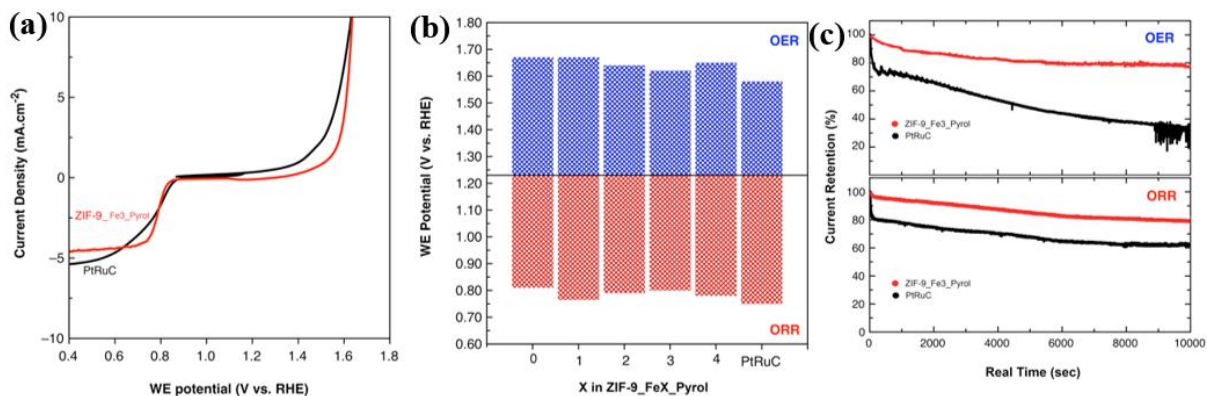 (a)
10
5
0
−5
−10
Current Density (mA.cm-2)
ZIF-9_Fe3_Pyrol
PtRuC
0.4 0.6 0.8 1.0 1.2 1.4 1.6 1.8
WE potential (V vs. RHE)
(b)
1.80
1.70
1.60
1.50
1.40
1.30
1.20
1.10
1.00
0.90
0.80
0.70
0.60
WE Potential (V vs. RHE)
OER
ORR
0 1 2 3 4 PtRuC
X in ZIF-9_FeX_Pyrol
(c)
100
80
60
40
20
OER
ZIF-9_Fe3_Pyrol
PtRuC
Current Retention (%)
100
80
60
40
20
0
ORR
ZIF-9_Fe3_Pyrol
PtRuC
0 2000 4000 6000 8000 10000
Real Time (sec)